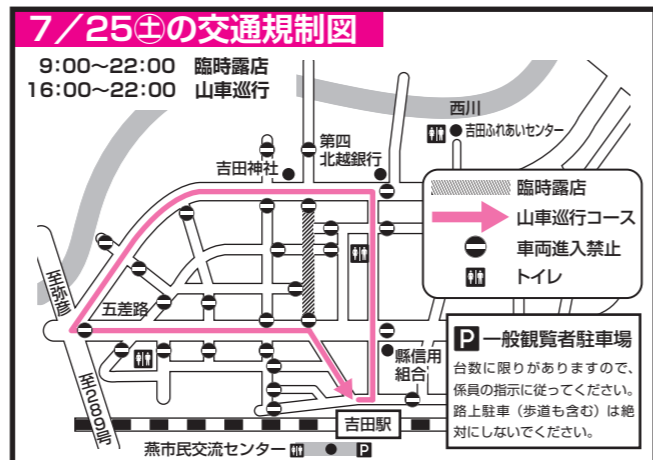 7／25㊏の交通規制図
9:00〜22:00 臨時露店
16:00〜22:00 山車巡行
西川
吉田ふれあいセンター
第四
北越銀行
吉田神社
臨時露店
山車巡行コース
車両進入禁止
トイレ
至弥彦
五差路
至289号
縣信用
組合
P 一般観覧者駐車場
台数に限りがありますので、
係員の指示に従ってください。
路上駐車（歩道も含む）は絶
対にしないでください。
吉田駅
燕市民交流センター
P